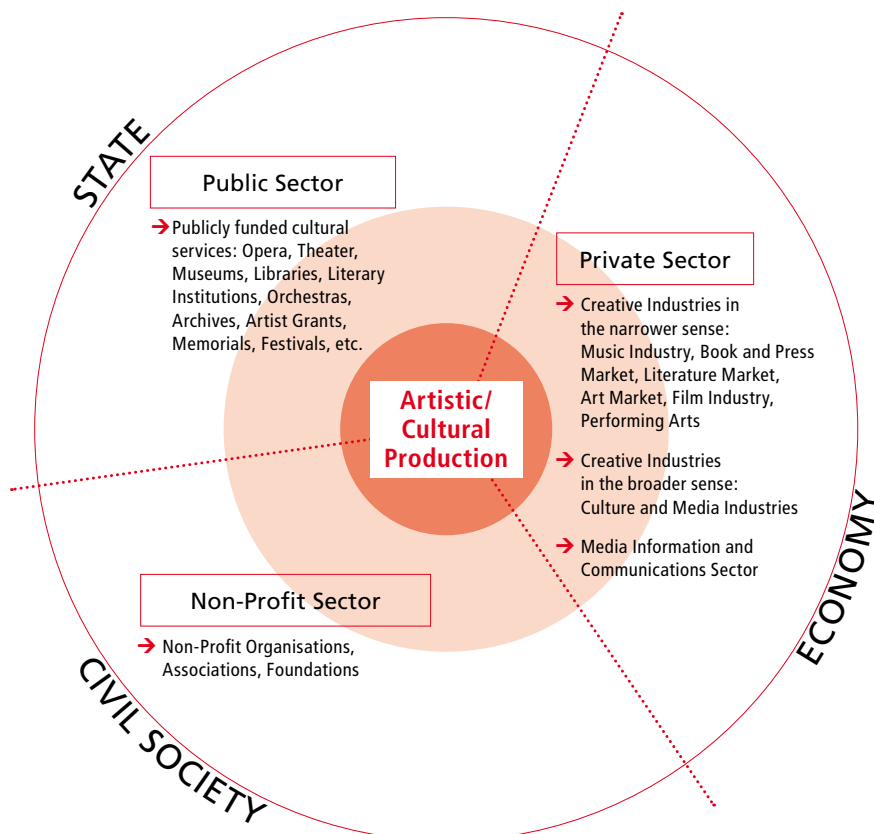 STATE
Public Sector
→ Publicly funded cultural
services: Opera, Theater,
Museums, Libraries, Literary
Institutions, Orchestras,
Archives, Artist Grants,
Memorials, Festivals, etc.
Private Sector
→ Creative Industries in
the narrower sense:
Music Industry, Book and Press
Market, Literature Market,
Art Market, Film Industry,
Performing Arts
→ Creative Industries
in the broader sense:
Culture and Media Industries
→ Media Information and
Communications Sector
ECONOMY
Artistic/
Cultural
Production
Non-Profit Sector
→ Non-Profit Organisations,
Associations, Foundations
CIVIL SOCIETY